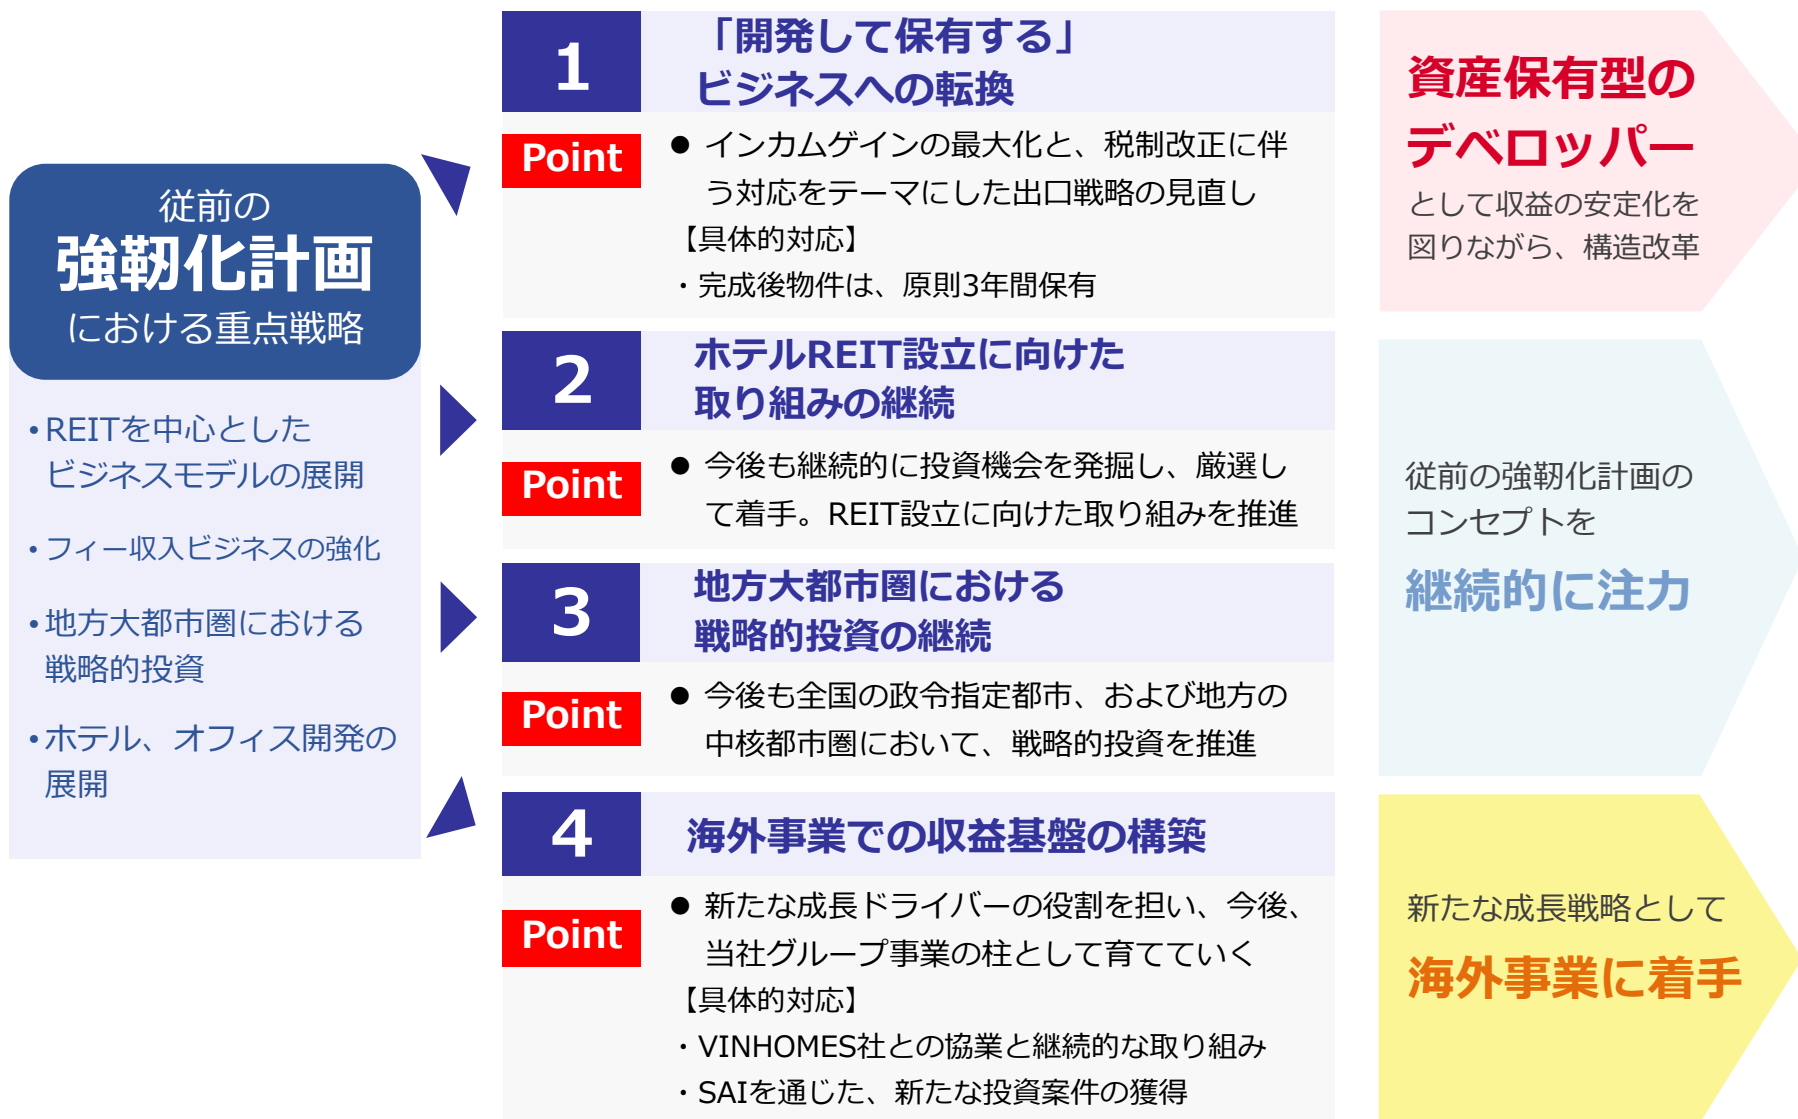 従前の
強靭化計画
における重点戦略
・REITを中心とした
ビジネスモデルの展開
・フィー収入ビジネスの強化
・地方大都市圏における
戦略的投資
・ホテル、オフィス開発の
展開
1
「開発して保有する」
ビジネスへの転換
Point
● インカムゲインの最大化と、税制改正に伴
う対応をテーマにした出口戦略の見直し
【具体的対応】
・完成後物件は、原則3年間保有
2
ホテルREIT設立に向けた
取り組みの継続
Point
● 今後も継続的に投資機会を発掘し、厳選し
て着手。REIT設立に向けた取り組みを推進
3
地方大都市圏における
戦略的投資の継続
Point
● 今後も全国の政令指定都市、および地方の
中核都市圏において、戦略的投資を推進
4
海外事業での収益基盤の構築
Point
● 新たな成長ドライバーの役割を担い、今後、
当社グループ事業の柱として育てていく
【具体的対応】
・VINHOMES社との協業と継続的な取り組み
・SAIを通じた、新たな投資案件の獲得
資産保有型の
デベロッパー
として収益の安定化を
図りながら、構造改革
従前の強靭化計画の
コンセプトを
継続的に注力
新たな成長戦略として
海外事業に着手